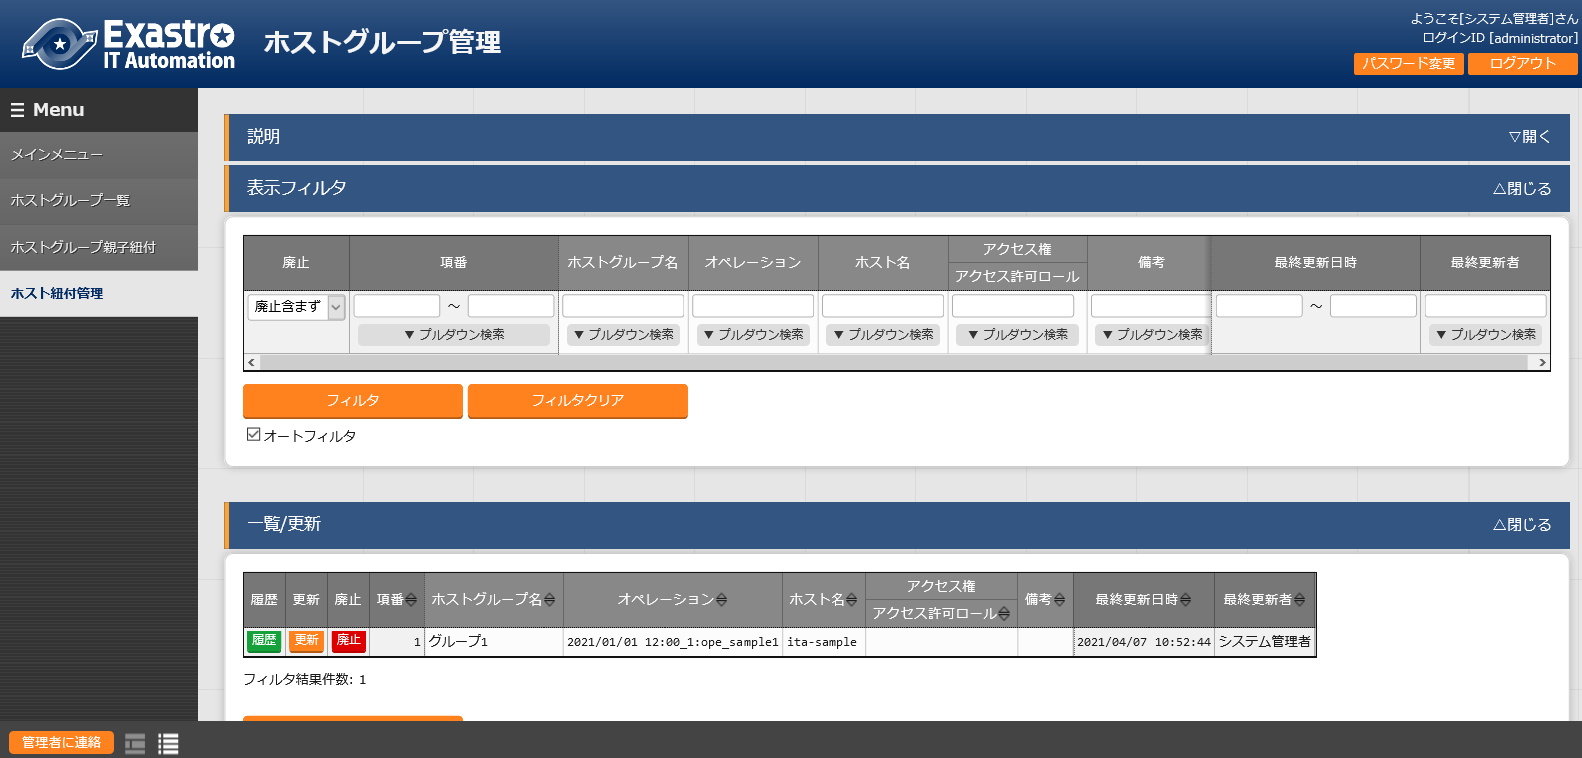 Exastro
IT Automation
ホストグループ管理
ようこそ[システム管理者]さん
ログインID [administrator]
パスワード変更 ログアウト
Menu
メインメニュー
ホストグループ一覧
ホストグループ親子紐付
ホスト紐付管理
説明 ▽開く
表示フィルタ △閉じる
廃止 項番 ホストグループ名 オペレーション ホスト名 アクセス権 備考 最終更新日時 最終更新者
アクセス許可ロール
廃止含まず ～ ～
▼ プルダウン検索 ▼ プルダウン検索 ▼ プルダウン検索 ▼ プルダウン検索 ▼ プルダウン検索 ▼ プルダウン検索 ▼ プルダウン検索
フィルタ フィルタクリア
オートフィルタ
一覧/更新 △閉じる
履歴 更新 廃止 項番 ホストグループ名 オペレーション ホスト名 アクセス権 備考 最終更新日時 最終更新者
アクセス許可ロール
履歴 更新 廃止 1 グループ1 2021/01/01 12:00_1:ope_sample1 ita-sample 2021/04/07 10:52:44 システム管理者
フィルタ結果件数: 1
管理者に連絡